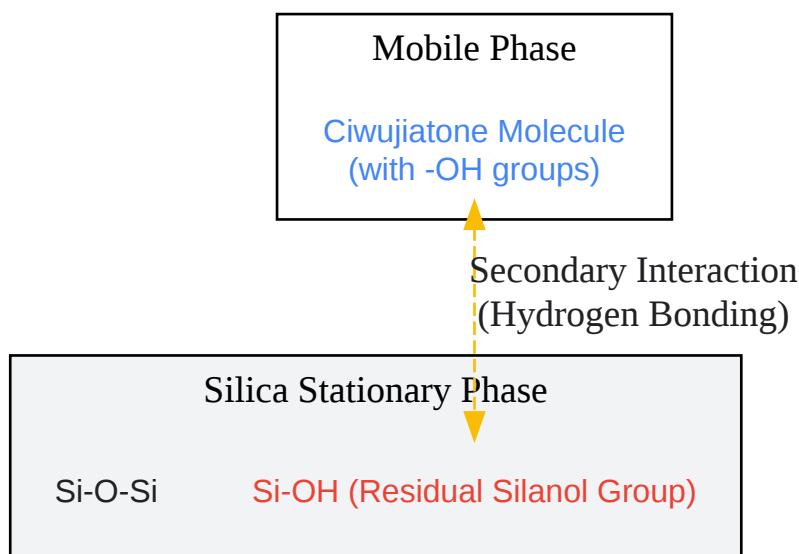 Mobile Phase
Ciwujiatone Molecule
(with -OH groups)
Secondary Interaction
(Hydrogen Bonding)
Silica Stationary Phase
Si-O-Si
Si-OH (Residual Silanol Group)